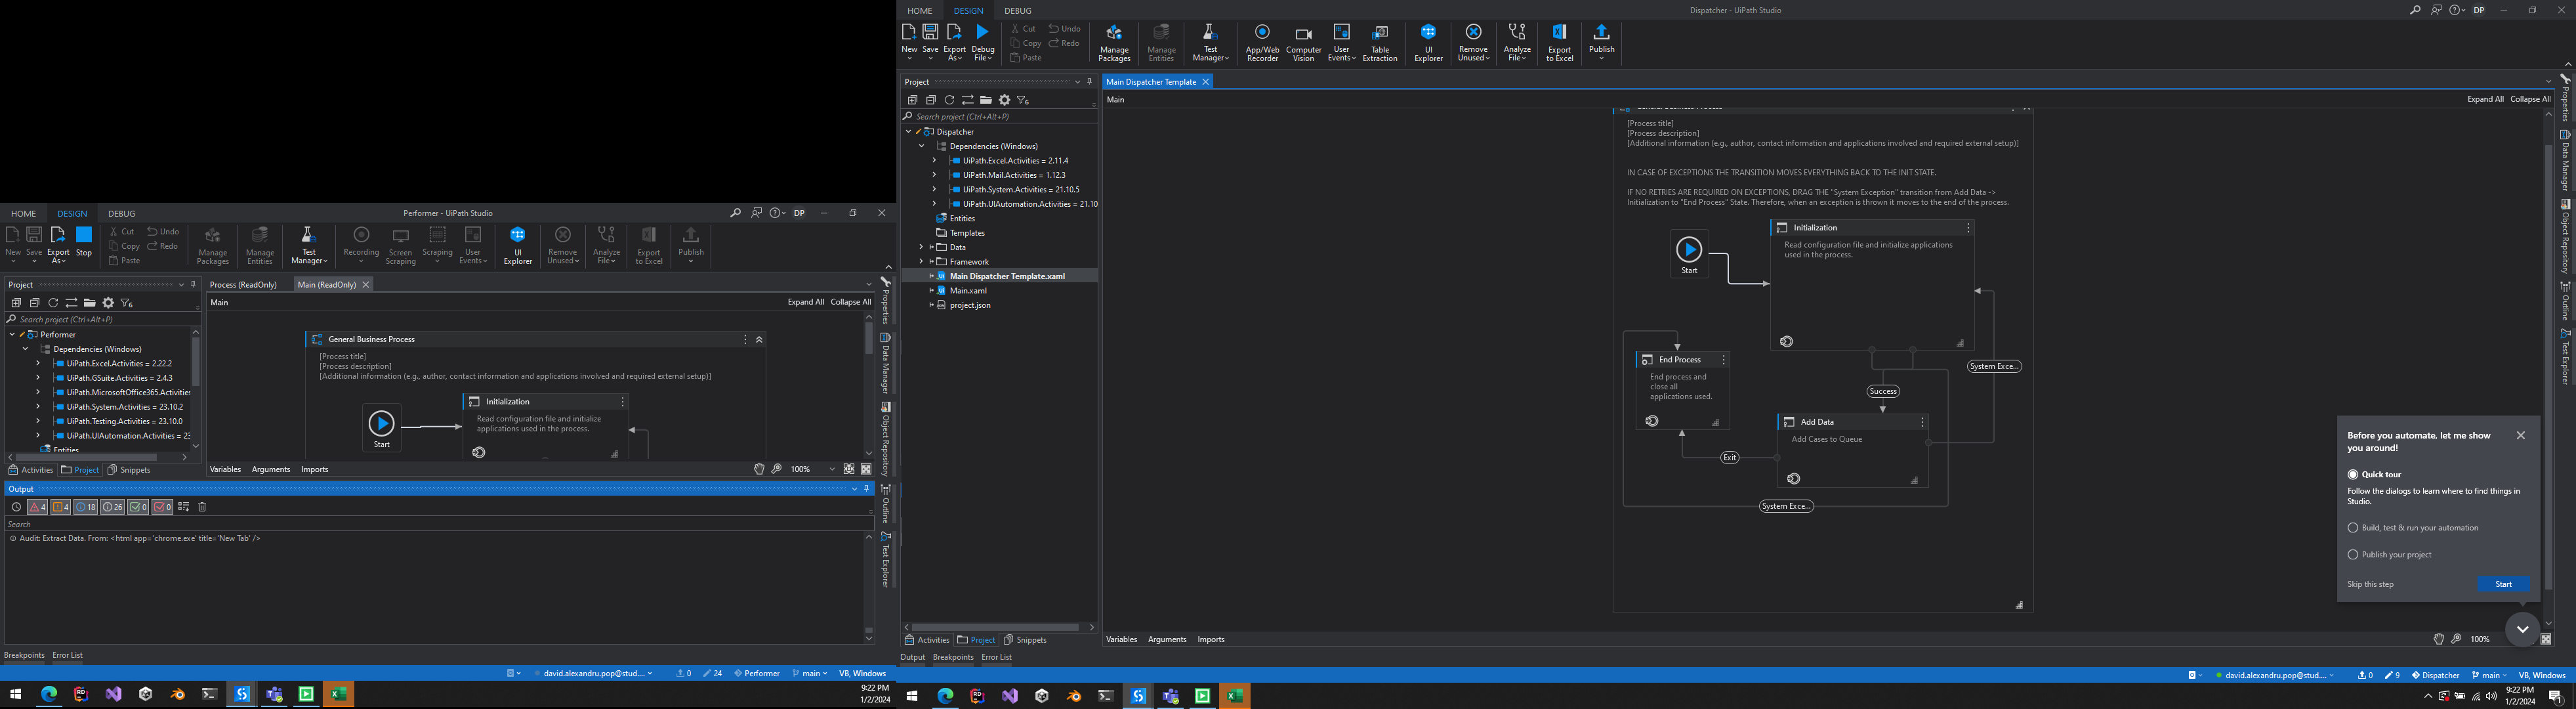 HOME DESIGN DEBUG
Performer - UiPath Studio
DP
New Save Export As Stop
Cut Copy Paste Undo Redo
Manage Packages
Manage Entities
Test Manager
Recording
Screen Scraping
Scraping
User Events
UI Explorer
Remove Unused
Analyze File
Export to Excel
Publish
Project
Search project (Ctrl+Alt+P)
Performer
Dependencies (Windows)
UiPath.Excel.Activities = 2.22.2
UiPath.GSuite.Activities = 2.4.3
UiPath.MicrosoftOffice365.Activities
UiPath.System.Activities = 23.10.2
UiPath.Testing.Activities = 23.10.0
UiPath.UIAutomation.Activities = 23
Entities
Activities Project Snippets
Process (ReadOnly) Main (ReadOnly)
Main
Expand All Collapse All
General Business Process
[Process title]
[Process description]
[Additional information (e.g., author, contact information and applications involved and required external setup)]
Start
Initialization
Read configuration file and initialize
applications used in the process.
Variables Arguments Imports
100%
Properties
Data Manager
Object Repository
Outline
Test Explorer
Output
4 4 18 26 0 0
Search
Audit: Extract Data. From: <html app='chrome.exe' title='New Tab' />
Breakpoints Error List
david.alexandru.pop@stud.... 0 24 Performer main VB, Windows
9:22 PM
1/2/2024
HOME DESIGN DEBUG
Dispatcher - UiPath Studio
DP
New Save Export As Debug File
Cut Copy Paste Undo Redo
Manage Packages
Manage Entities
Test Manager
App/Web Recorder
Computer Vision
User Events
Table Extraction
UI Explorer
Remove Unused
Analyze File
Export to Excel
Publish
Project
Search project (Ctrl+Alt+P)
Dispatcher
Dependencies (Windows)
UiPath.Excel.Activities = 2.11.4
UiPath.Mail.Activities = 1.12.3
UiPath.System.Activities = 21.10.5
UiPath.UIAutomation.Activities = 21.10
Entities
Templates
Data
Framework
Main Dispatcher Template.xaml
Main.xaml
project.json
Activities Project Snippets
Output Breakpoints Error List
Main Dispatcher Template
Main
Expand All Collapse All
General Business Process
[Process title]
[Process description]
[Additional information (e.g., author, contact information and applications involved and required external setup)]
IN CASE OF EXCEPTIONS THE TRANSITION MOVES EVERYTHING BACK TO THE INIT STATE.
IF NO RETRIES ARE REQUIRED ON EXCEPTIONS, DRAG THE "System Exception" transition from Add Data ->
Initialization to "End Process" State. Therefore, when an exception is thrown it moves to the end of the process.
Start
Initialization
Read configuration file and initialize applications
used in the process.
System Exce...
End Process
End process and
close all
applications used.
Success
Add Data
Add Cases to Queue
Exit
System Exce...
Variables Arguments Imports
100%
Before you automate, let me show
you around!
Quick tour
Follow the dialogs to learn where to find things in
Studio.
Build, test & run your automation
Publish your project
Skip this step
Start
Properties
Data Manager
Object Repository
Outline
Test Explorer
david.alexandru.pop@stud.... 0 9 Dispatcher main VB, Windows
9:22 PM
1/2/2024